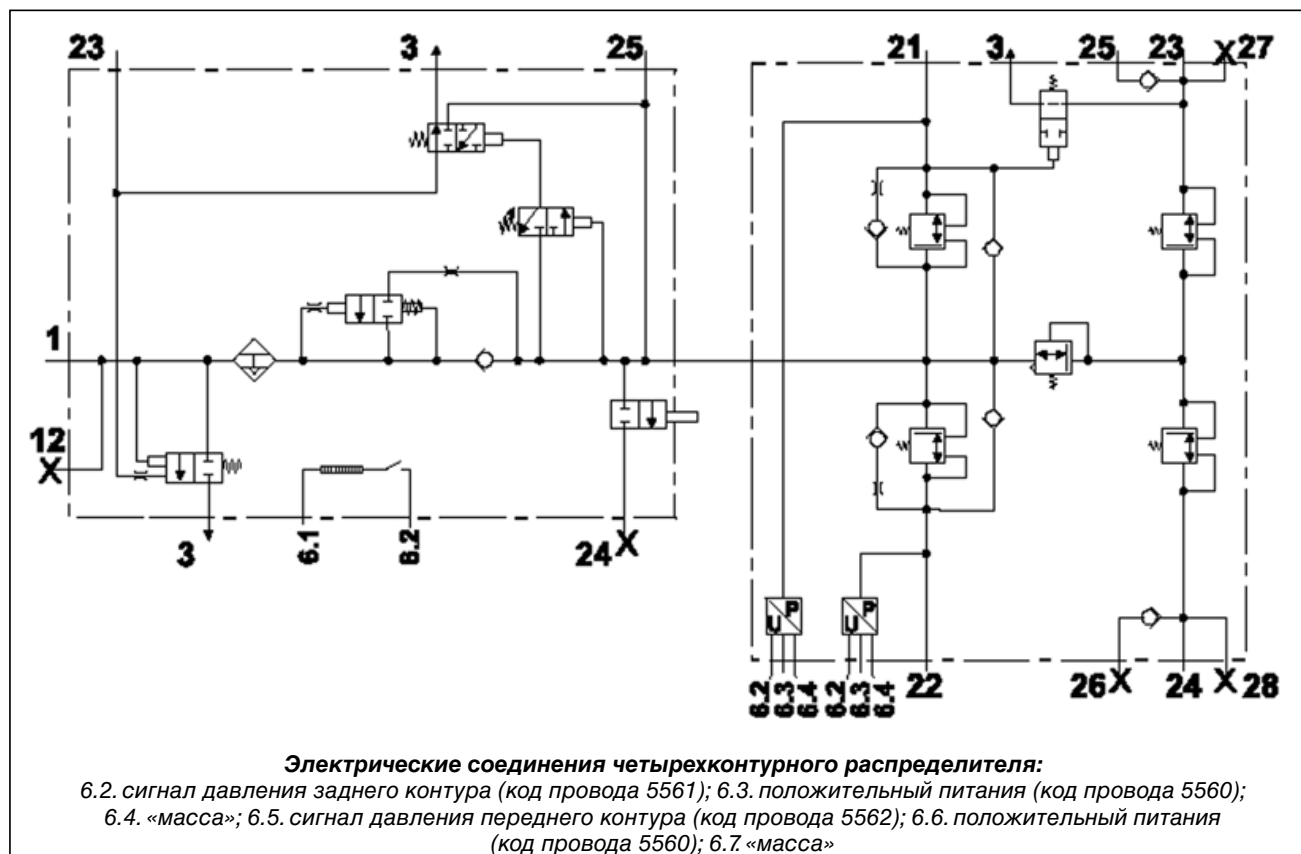 23 3 25 21 3 25 23 X 27
1
12
X
3 6.1 6.2 24 X
U P U P
6.2 6.3 6.4 6.2 6.3 6.4 22 26 X 24 X 28
Электрические соединения четырехконтурного распределителя:
6.2. сигнал давления заднего контура (код провода 5561); 6.3. положительный питания (код провода 5560);
6.4. «масса»; 6.5. сигнал давления переднего контура (код провода 5562); 6.6. положительный питания
(код провода 5560); 6.7. «масса»